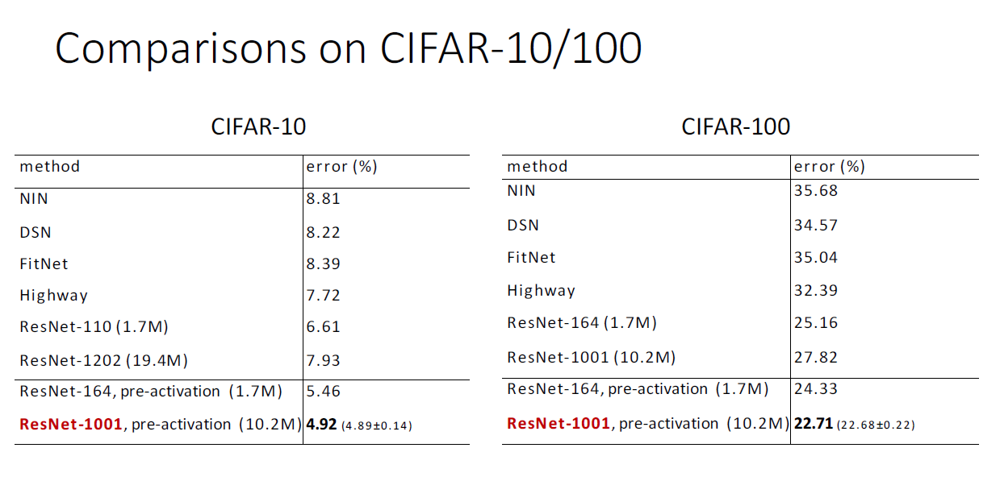 Comparisons on CIFAR-10/100
CIFAR-10
method error (%)
NIN 8.81
DSN 8.22
FitNet 8.39
Highway 7.72
ResNet-110 (1.7M) 6.61
ResNet-1202 (19.4M) 7.93
ResNet-164, pre-activation (1.7M) 5.46
ResNet-1001, pre-activation (10.2M) 4.92 (4.89±0.14)
CIFAR-100
method error (%)
NIN 35.68
DSN 34.57
FitNet 35.04
Highway 32.39
ResNet-164 (1.7M) 25.16
ResNet-1001 (10.2M) 27.82
ResNet-164, pre-activation (1.7M) 24.33
ResNet-1001, pre-activation (10.2M) 22.71 (22.68±0.22)